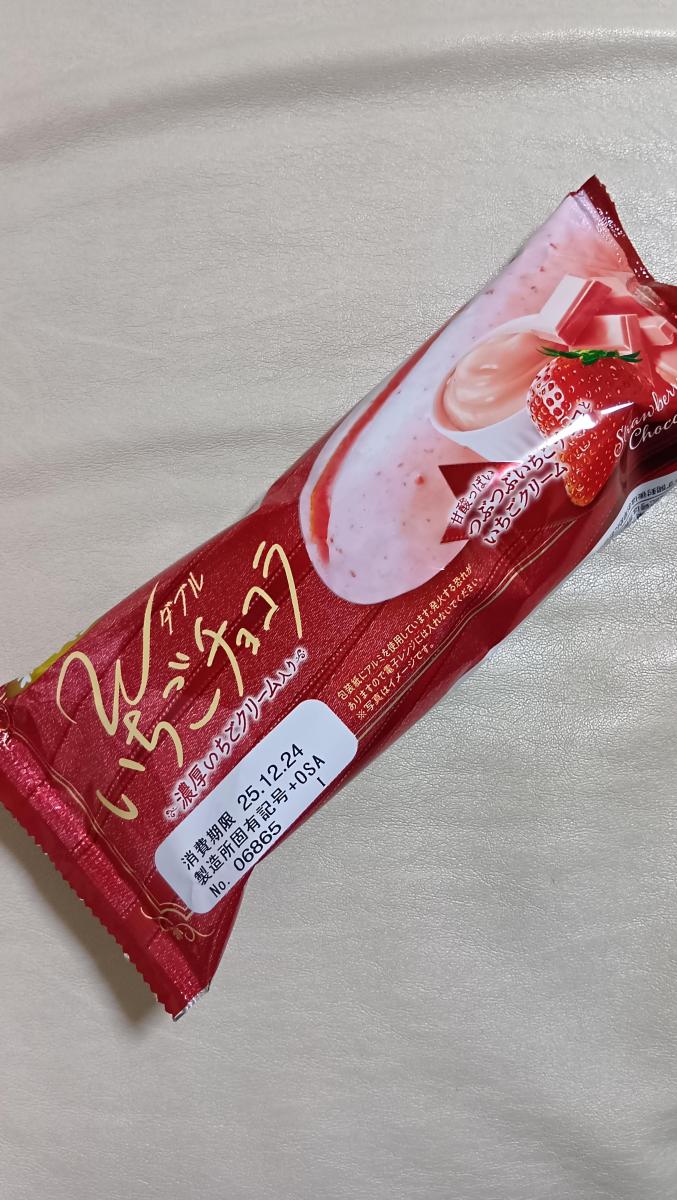 Wダブル
いちごチョコラ
濃厚いちごクリーム入り
消費期限 25.12.24
製造所固有記号+OSA
No. 06865 I
甘酸っぱい
つぶつぶいちごチョコと
いちごクリーム
包装紙にアルミを使用しています。発火する恐れが
ありますので電子レンジには入れないでください。
※写真はイメージです。